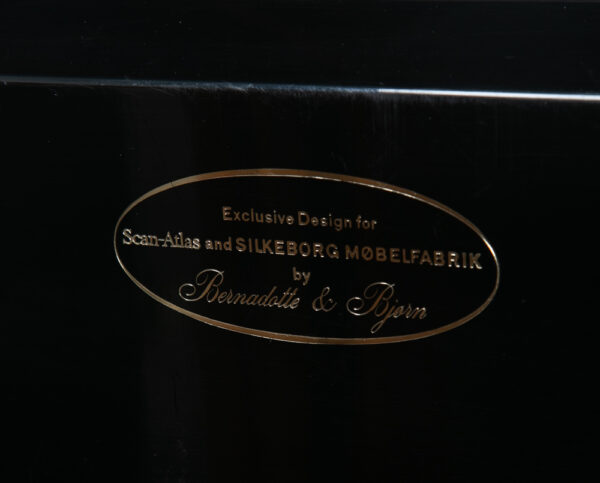 Exclusive Design for
Scan-Atlas and SILKEBORG MØBELFABRIK
by
Bernadotte & Bjørn